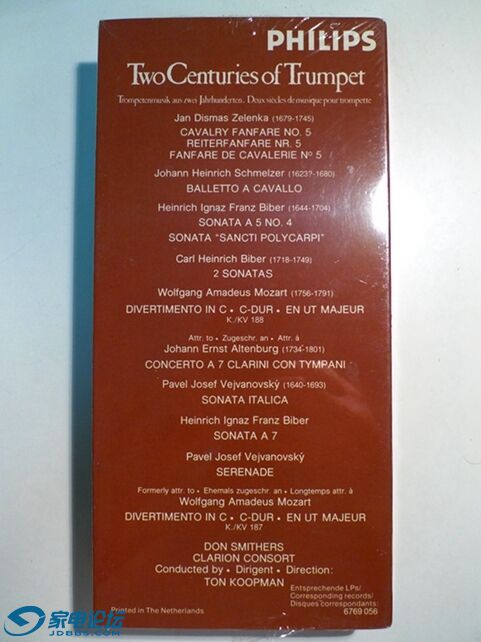 PHILIPS
Two Centuries of Trumpet
Trompetenmusik aus zwei Jahrhunderten. Deux siècles de musique pour trompette
Jan Dismas Zelenka (1679-1745)
CAVALRY FANFARE NO. 5
REITERFANFARE NR. 5
FANFARE DE CAVALERIE Nº 5
Johann Heinrich Schmelzer (1623?-1680)
BALLETTO A CAVALLO
Heinrich Ignaz Franz Biber (1644-1704)
SONATA A 5 NO. 4
SONATA "SANCTI POLYCARPI"
Carl Heinrich Biber (1718-1749)
2 SONATAS
Wolfgang Amadeus Mozart (1756-1791)
DIVERTIMENTO IN C • C-DUR • EN UT MAJEUR
K./KV 188
Attr. to • Zugeschr. an • Attr. à
Johann Ernst Altenburg (1734-1801)
CONCERTO A 7 CLARINI CON TYMPANI
Pavel Josef Vejvanovský (1640-1693)
SONATA ITALICA
Heinrich Ignaz Franz Biber
SONATA A 7
Pavel Josef Vejvanovský
SERENADE
Formerly attr. to • Ehemals zugeschr. an • Longtemps attr. à
Wolfgang Amadeus Mozart
DIVERTIMENTO IN C • C-DUR • EN UT MAJEUR
K./KV 187
DON SMITHERS
CLARION CONSORT
Conducted by • Dirigent • Direction:
TON KOOPMAN
Entsprechende LPs/
Corresponding records/
Disques correspondants:
6769 056
Printed in The Netherlands
家电论坛
JDBBS.COM